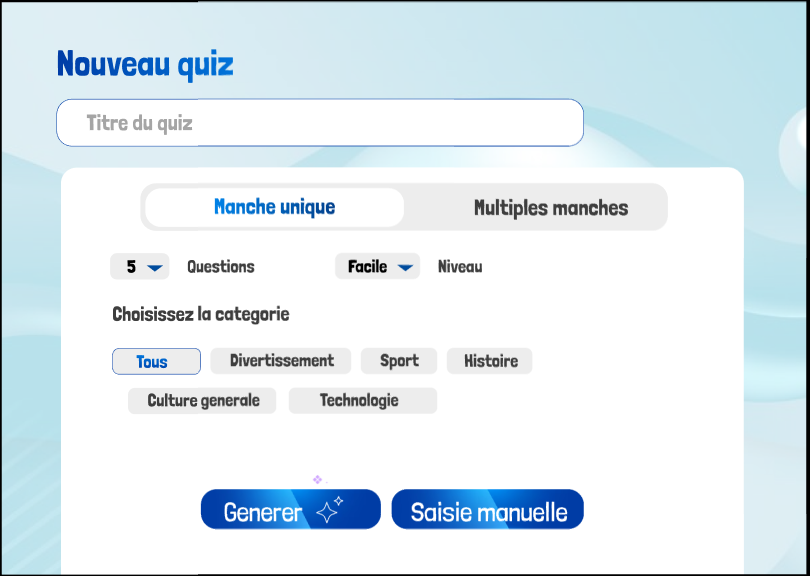 Nouveau quiz
Titre du quiz
Manche unique Multiples manches
5 Questions Facile Niveau
Choisissez la categorie
Tous Divertissement Sport Histoire
Culture generale Technologie
Generer Saisie manuelle